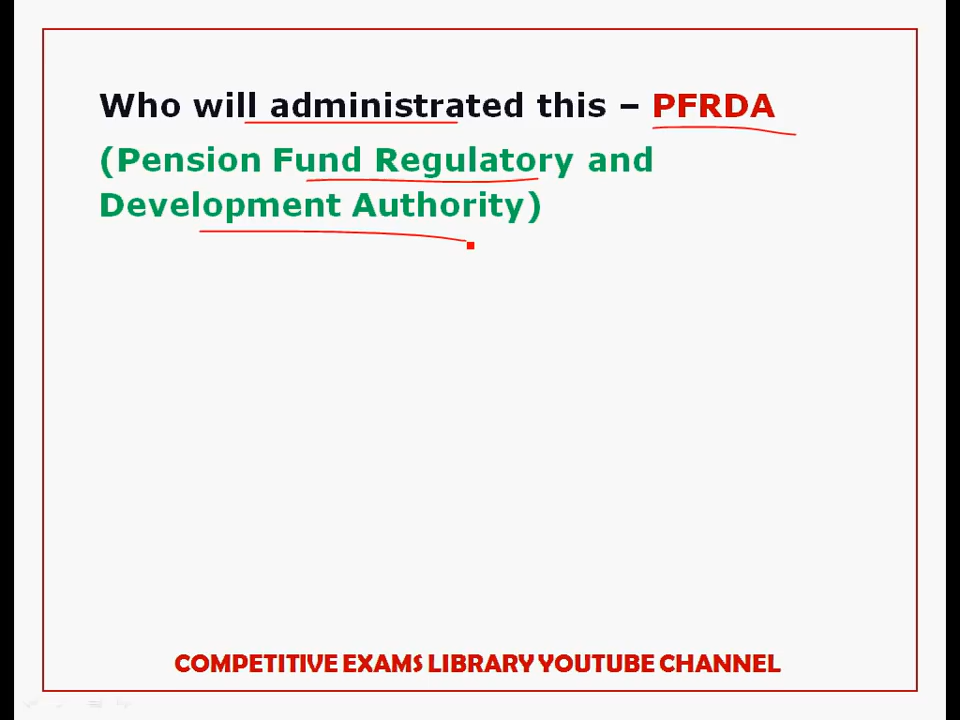 Who will administrated this – PFRDA
(Pension Fund Regulatory and
Development Authority)
COMPETITIVE EXAMS LIBRARY YOUTUBE CHANNEL